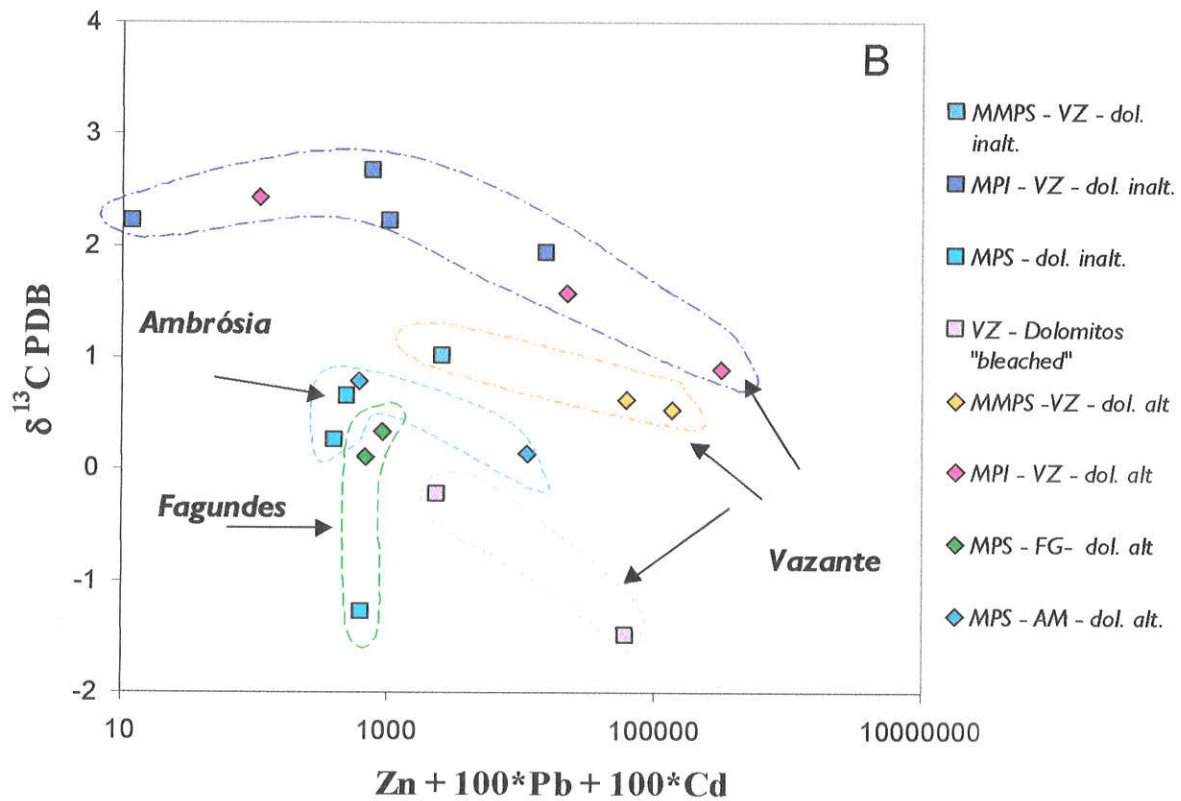 B
4
3
2
1
0
-1
-2
δ ¹³C PDB
10
1000
100000
10000000
Zn + 100*Pb + 100*Cd
Ambrósia
Fagundes
Vazante
MMPS - VZ - dol.
inalt.
MPI - VZ - dol. inalt.
MPS - dol. inalt.
VZ - Dolomitos
"bleached"
MMPS -VZ - dol. alt
MPI - VZ - dol. alt
MPS - FG- dol. alt
MPS - AM - dol. alt.